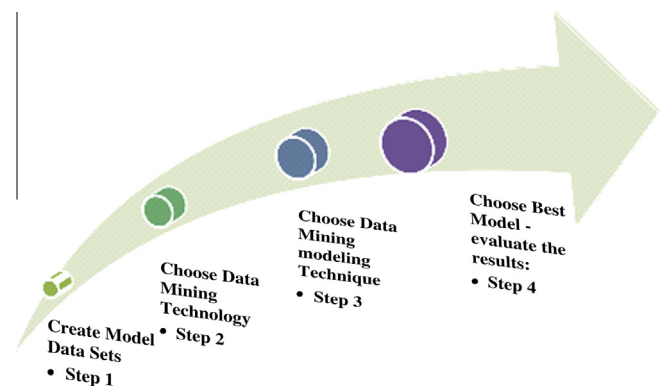 Create Model
Data Sets
• Step 1
Choose Data
Mining
Technology
• Step 2
Choose Data
Mining
modeling
Technique
• Step 3
Choose Best
Model -
evaluate the
results:
• Step 4